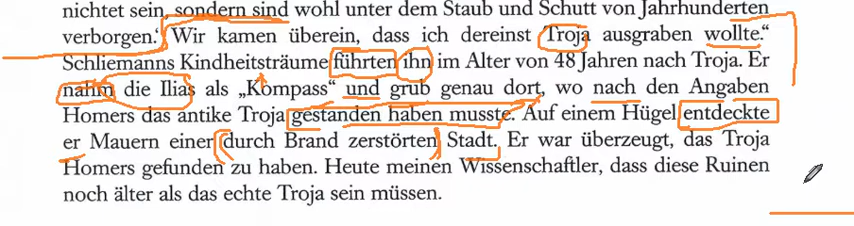 nichtet sein, sondern sind wohl unter dem Staub und Schutt von Jahrhunderten
verborgen.‘ Wir kamen überein, dass ich dereinst Troja ausgraben wollte.“
Schliemanns Kindheitsträume führten ihn im Alter von 48 Jahren nach Troja. Er
nahm die Ilias als „Kompass“ und grub genau dort, wo nach den Angaben
Homers das antike Troja gestanden haben musste. Auf einem Hügel entdeckte
er Mauern einer durch Brand zerstörten Stadt. Er war überzeugt, das Troja
Homers gefunden zu haben. Heute meinen Wissenschaftler, dass diese Ruinen
noch älter als das echte Troja sein müssen.